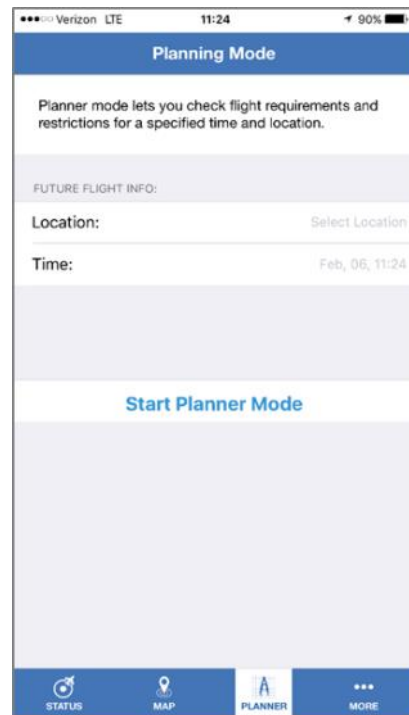 Verizon LTE 11:24 90%
Planning Mode
Planner mode lets you check flight requirements and
restrictions for a specified time and location.
FUTURE FLIGHT INFO:
Location: Select Location
Time: Feb, 06, 11:24
Start Planner Mode
STATUS MAP PLANNER MORE